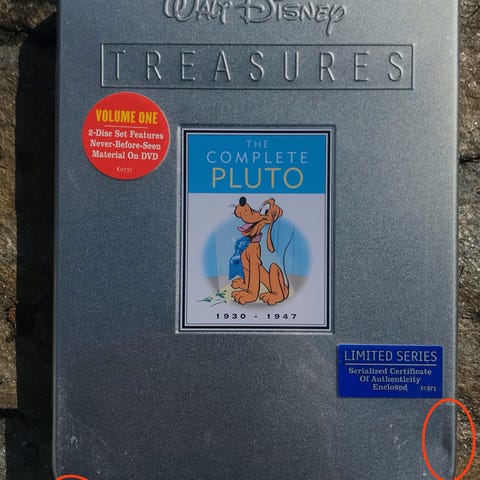 Walt Disney
TREASURES
VOLUME ONE
2-Disc Set Features
Never-Before-Seen
Material On DVD
K0737
THE
COMPLETE
PLUTO
1930 - 1947
LIMITED SERIES
Serialized Certificate
Of Authenticity
Enclosed